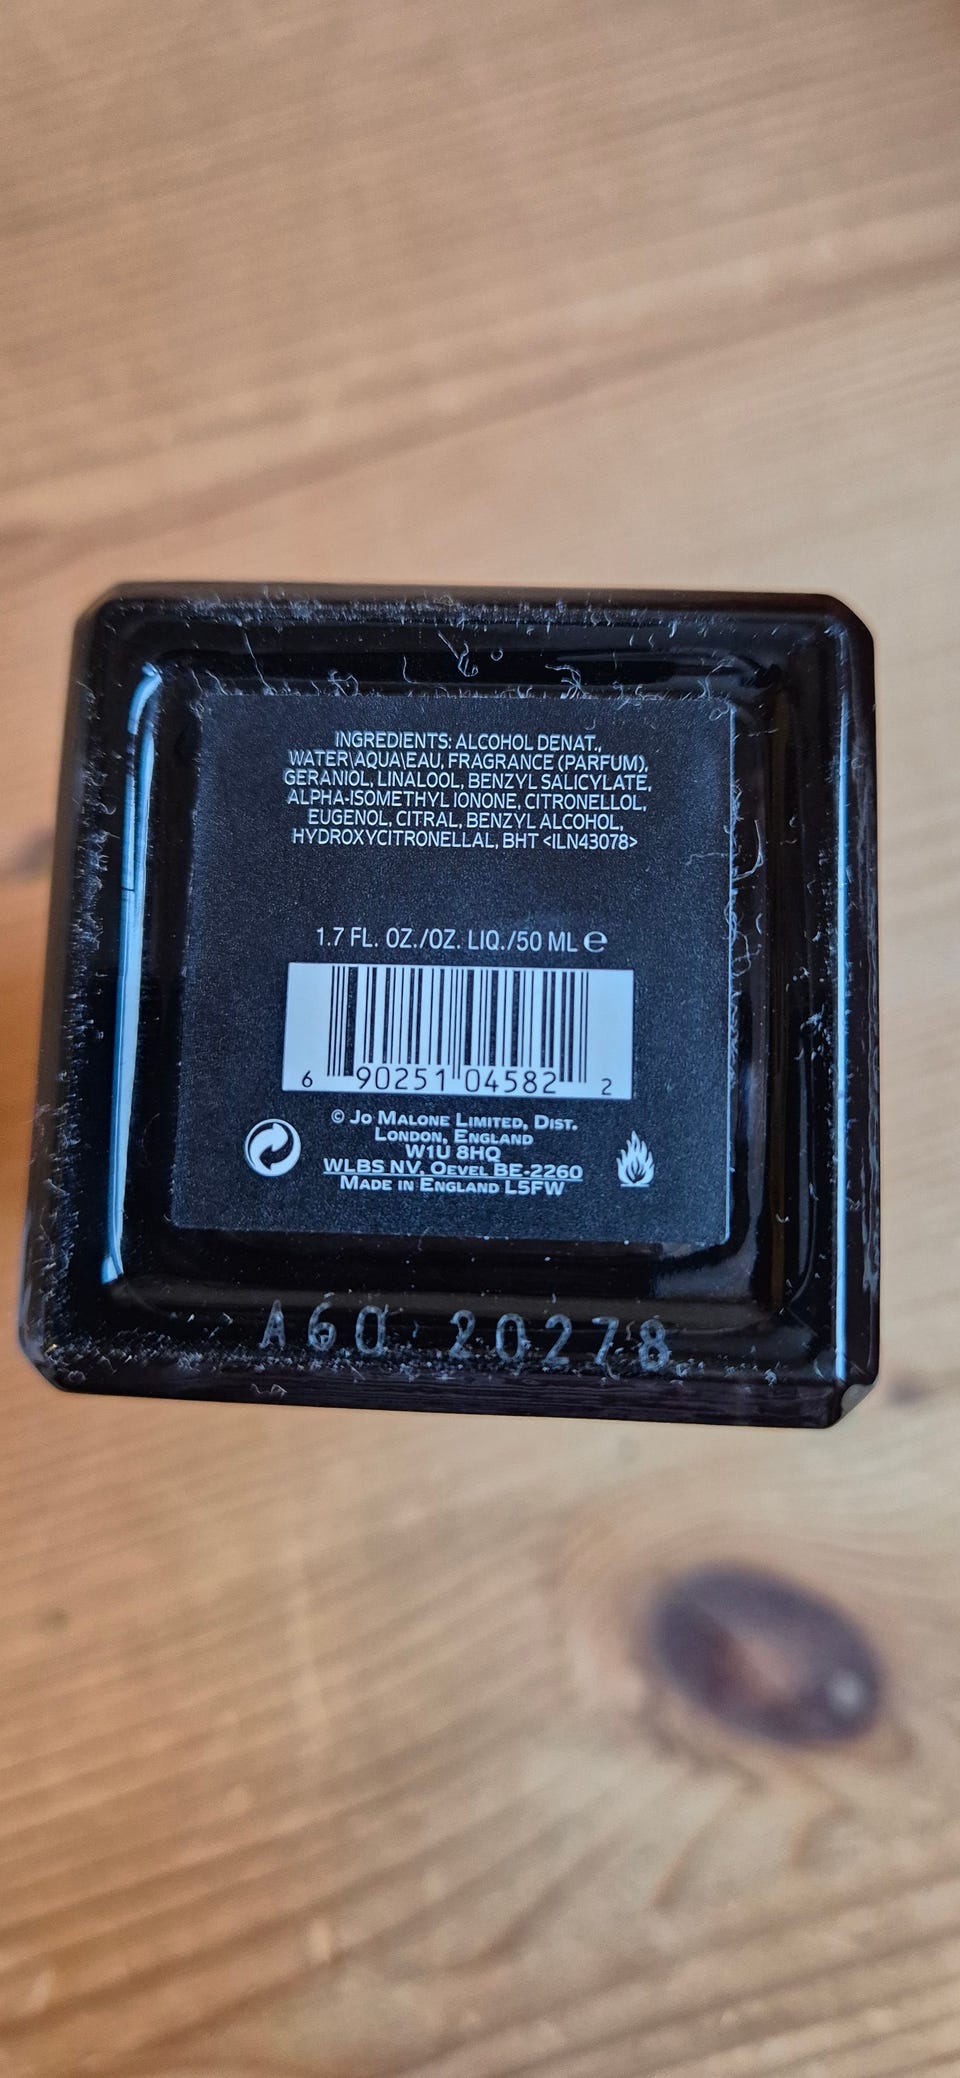 INGREDIENTS: ALCOHOL DENAT.,
WATER\AQUA\EAU, FRAGRANCE (PARFUM),
GERANIOL, LINALOOL, BENZYL SALICYLATE,
ALPHA-ISOMETHYL IONONE, CITRONELLOL,
EUGENOL, CITRAL, BENZYL ALCOHOL,
HYDROXYCITRONELLAL, BHT <ILN43078>
1.7 FL. OZ./OZ. LIQ./50 ML ℮
6 90251 04582 2
© JO MALONE LIMITED, DIST.
LONDON, ENGLAND
W1U 8HQ
WLBS NV. OEVEL BE-2260
MADE IN ENGLAND L5FW
A60 20278